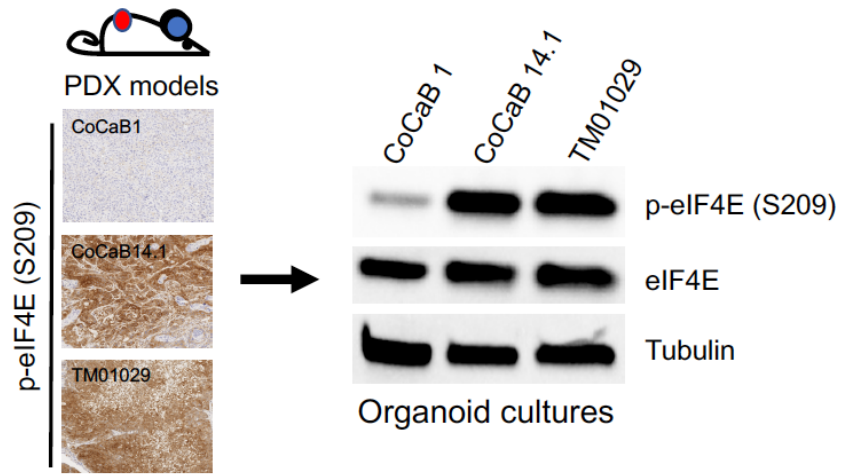 PDX models
p-eIF4E (S209)
CoCaB1
CoCaB14.1
TM01029
CoCaB 1
CoCaB 14.1
TM01029
p-eIF4E (S209)
eIF4E
Tubulin
Organoid cultures